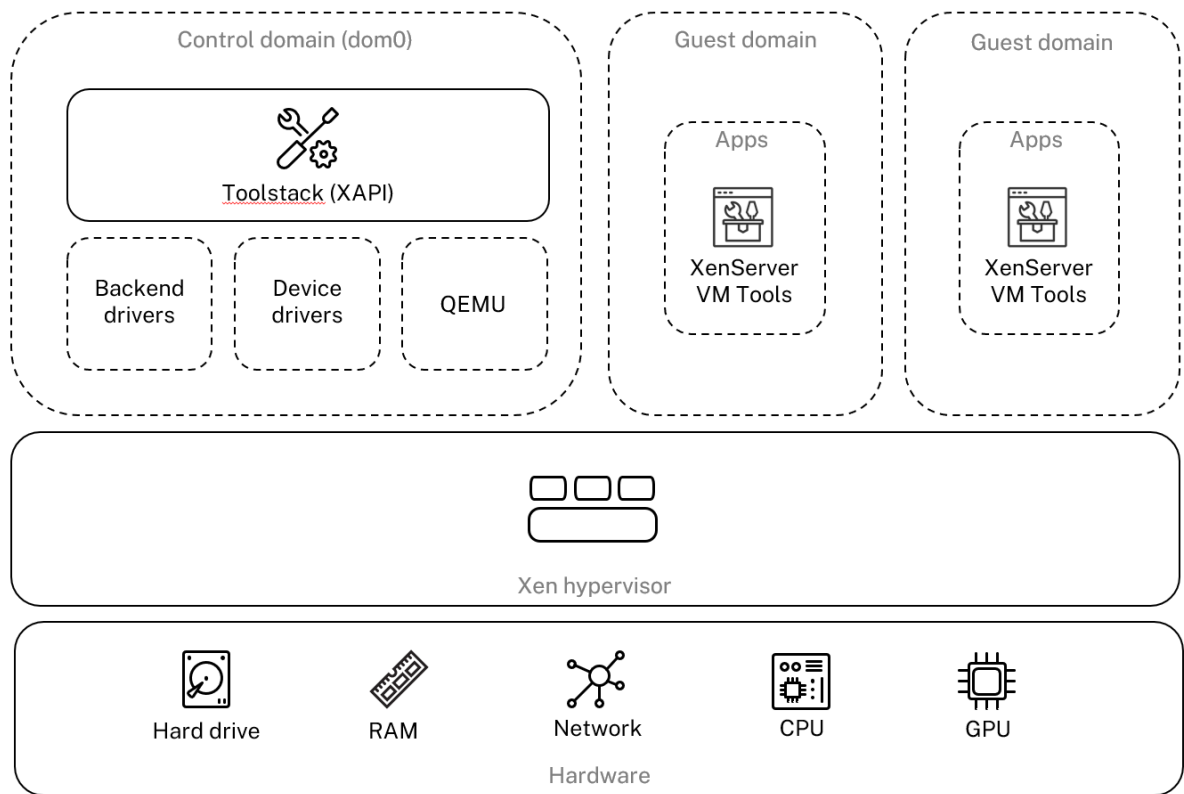 Control domain (dom0)
Toolstack (XAPI)
Backend
drivers
Device
drivers
QEMU
Guest domain
Apps
XenServer
VM Tools
Guest domain
Apps
XenServer
VM Tools
Xen hypervisor
Hard drive
RAM
Network
CPU
GPU
Hardware